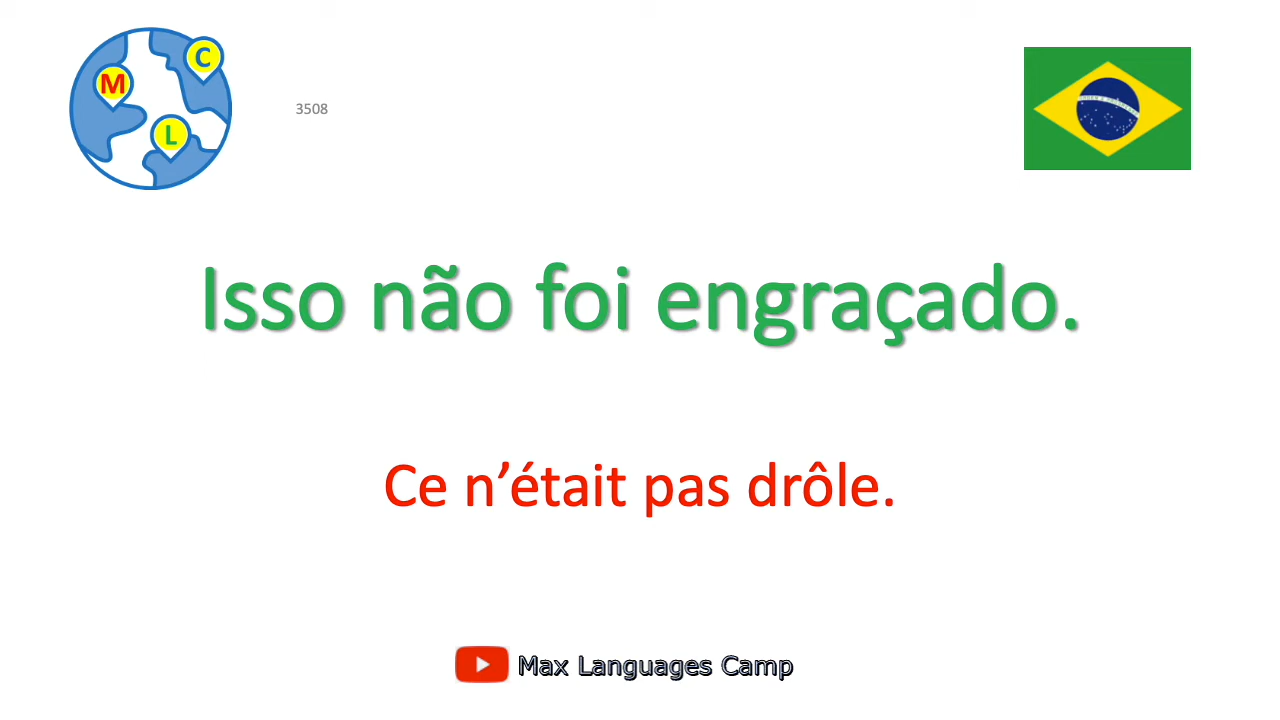 M
C
L
3508
Isso não foi engraçado.
Ce n’était pas drôle.
Max Languages Camp